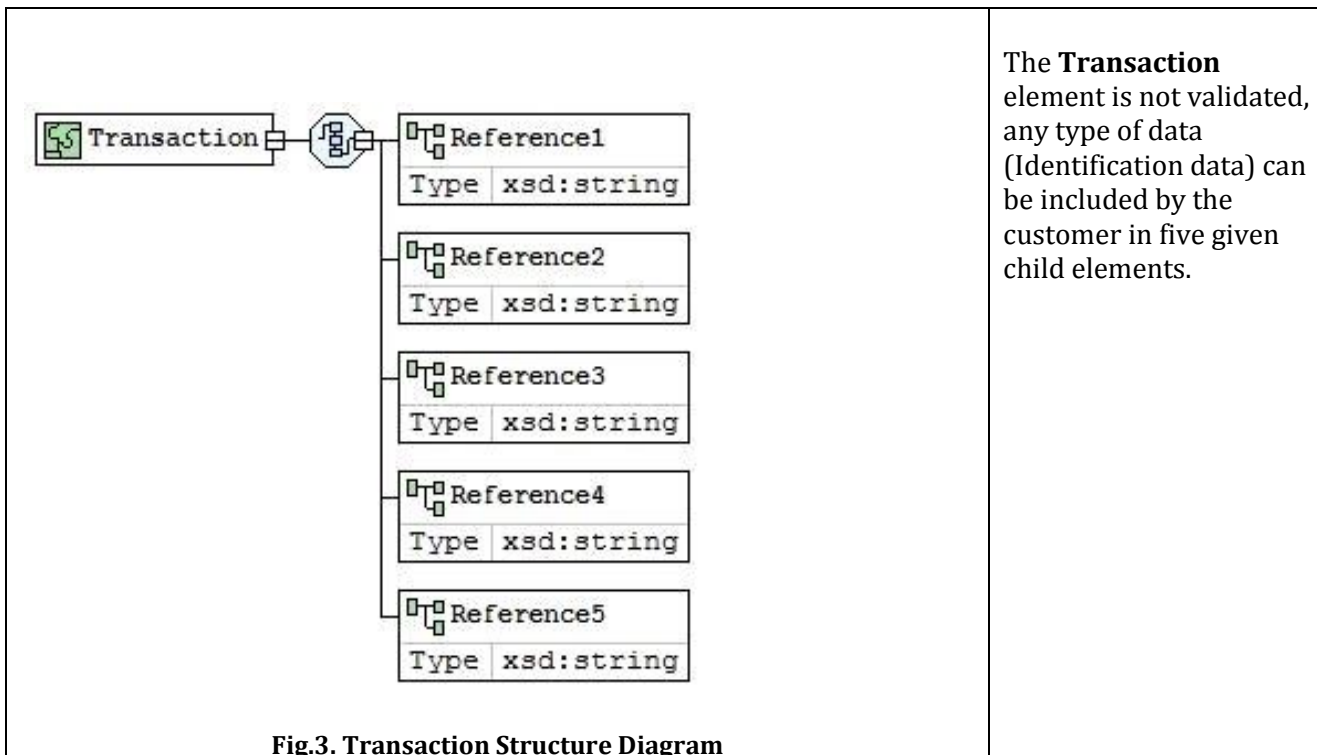 Transaction
Reference1
Type xsd:string
Reference2
Type xsd:string
Reference3
Type xsd:string
Reference4
Type xsd:string
Reference5
Type xsd:string
Fig.3. Transaction Structure Diagram
The Transaction
element is not validated,
any type of data
(Identification data) can
be included by the
customer in five given
child elements.